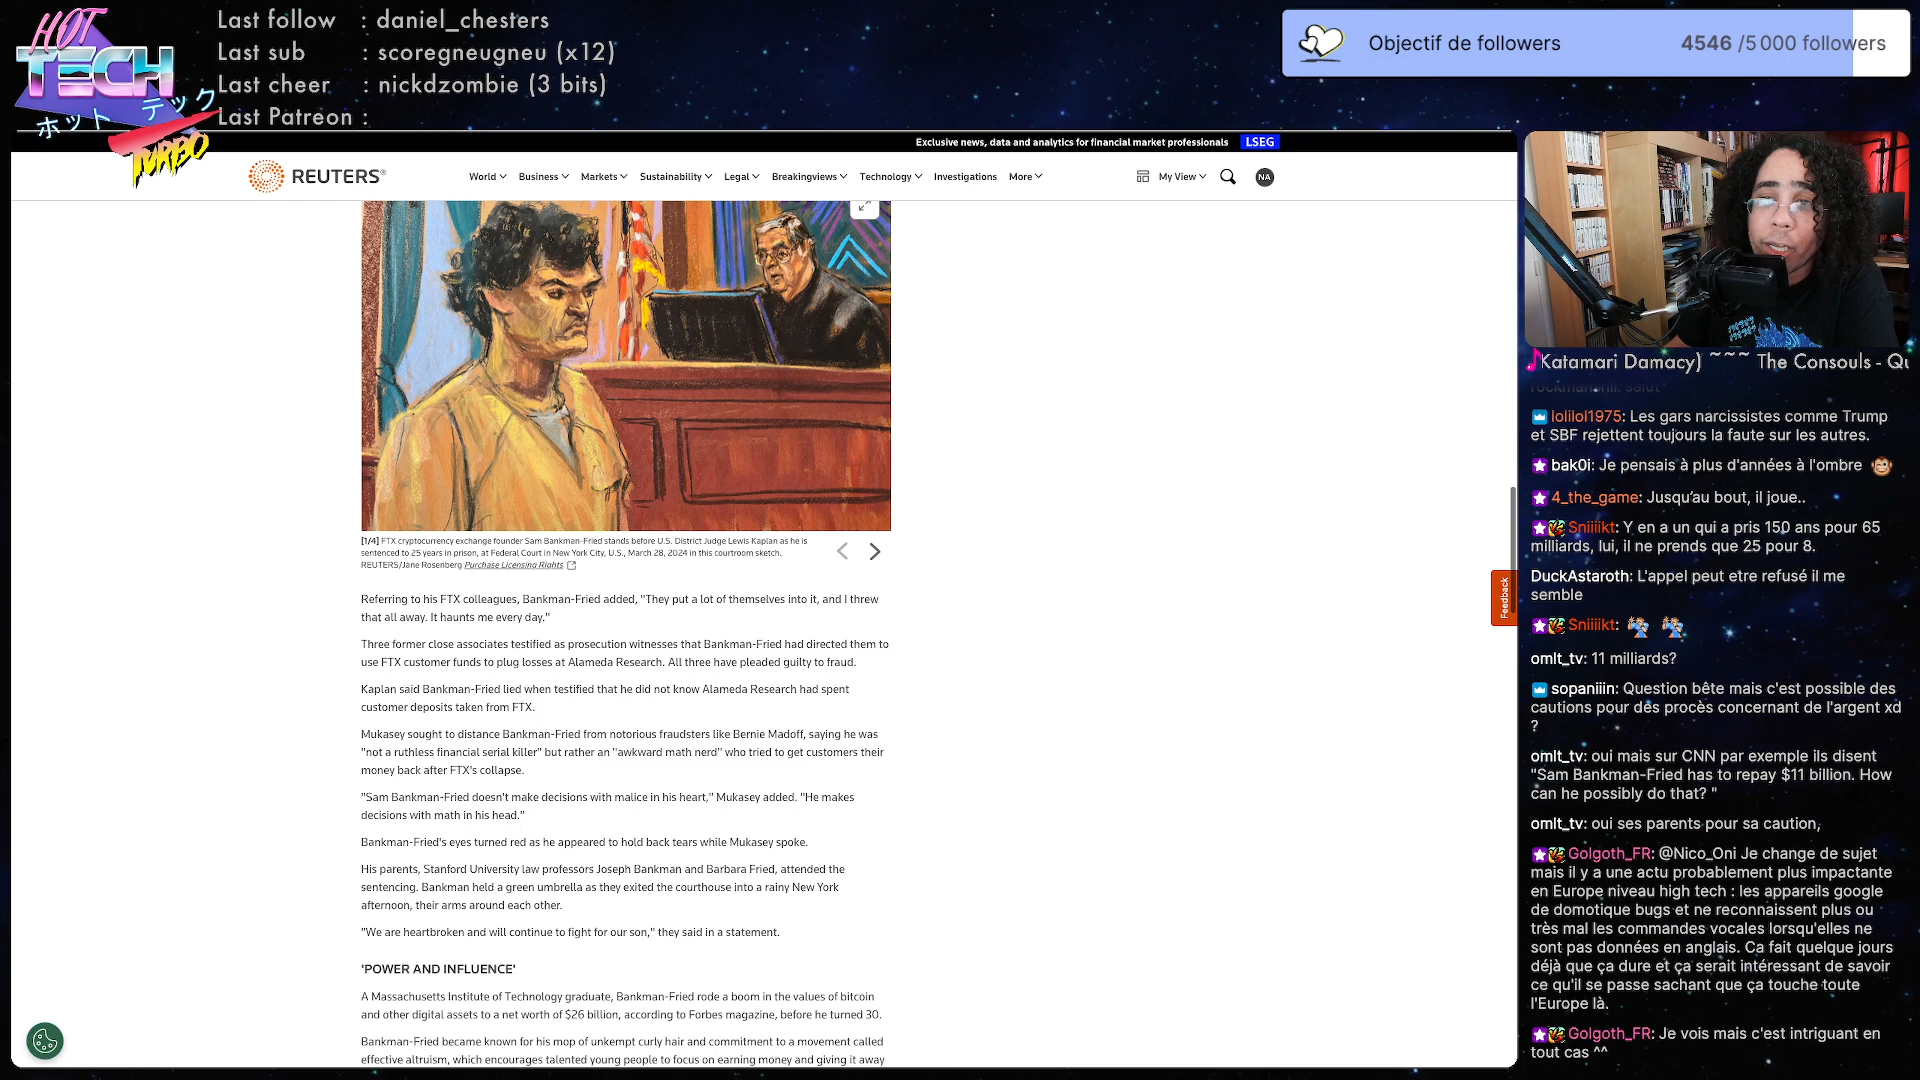 HOT
TECH
ホット テック
TURBO
Last follow : daniel_chesters
Last sub : scoregneugneu (x12)
Last cheer : nickdzombie (3 bits)
Last Patreon :
Objectif de followers 4546 /5 000 followers
Exclusive news, data and analytics for financial market professionals LSEG
REUTERS®
World Business Markets Sustainability Legal Breakingviews Technology Investigations More
My View
NA
[1/4] FTX cryptocurrency exchange founder Sam Bankman-Fried stands before U.S. District Judge Lewis Kaplan as he is
sentenced to 25 years in prison, at Federal Court in New York City, U.S., March 28, 2024 in this courtroom sketch.
REUTERS/Jane Rosenberg Purchase Licensing Rights
Referring to his FTX colleagues, Bankman-Fried added, "They put a lot of themselves into it, and I threw
that all away. It haunts me every day."
Three former close associates testified as prosecution witnesses that Bankman-Fried had directed them to
use FTX customer funds to plug losses at Alameda Research. All three have pleaded guilty to fraud.
Kaplan said Bankman-Fried lied when testified that he did not know Alameda Research had spent
customer deposits taken from FTX.
Mukasey sought to distance Bankman-Fried from notorious fraudsters like Bernie Madoff, saying he was
"not a ruthless financial serial killer" but rather an "awkward math nerd" who tried to get customers their
money back after FTX's collapse.
"Sam Bankman-Fried doesn't make decisions with malice in his heart," Mukasey added. "He makes
decisions with math in his head."
Bankman-Fried's eyes turned red as he appeared to hold back tears while Mukasey spoke.
His parents, Stanford University law professors Joseph Bankman and Barbara Fried, attended the
sentencing. Bankman held a green umbrella as they exited the courthouse into a rainy New York
afternoon, their arms around each other.
"We are heartbroken and will continue to fight for our son," they said in a statement.
'POWER AND INFLUENCE'
A Massachusetts Institute of Technology graduate, Bankman-Fried rode a boom in the values of bitcoin
and other digital assets to a net worth of $26 billion, according to Forbes magazine, before he turned 30.
Bankman-Fried became known for his mop of unkempt curly hair and commitment to a movement called
effective altruism, which encourages talented young people to focus on earning money and giving it away
Feedback
Katamari Damacy) ~~~ The Consouls - Qu
rockmanshii: salut
lolilol1975: Les gars narcissistes comme Trump
et SBF rejettent toujours la faute sur les autres.
bak0i: Je pensais à plus d'années à l'ombre
4_the_game: Jusqu'au bout, il joue..
Sniiiikt: Y en a un qui a pris 150 ans pour 65
milliards, lui, il ne prends que 25 pour 8.
DuckAstaroth: L'appel peut etre refusé il me
semble
Sniiiikt:
omlt_tv: 11 milliards?
sopaniiin: Question bête mais c'est possible des
cautions pour des procès concernant de l'argent xd
?
omlt_tv: oui mais sur CNN par exemple ils disent
"Sam Bankman-Fried has to repay $11 billion. How
can he possibly do that? "
omlt_tv: oui ses parents pour sa caution,
Golgoth_FR: @Nico_Oni Je change de sujet
mais il y a une actu probablement plus impactante
en Europe niveau high tech : les appareils google
de domotique bugs et ne reconnaissent plus ou
très mal les commandes vocales lorsqu'elles ne
sont pas données en anglais. Ca fait quelque jours
déjà que ça dure et ça serait intéressant de savoir
ce qu'il se passe sachant que ça touche toute
l'Europe là.
Golgoth_FR: Je vois mais c'est intriguant en
tout cas ^^